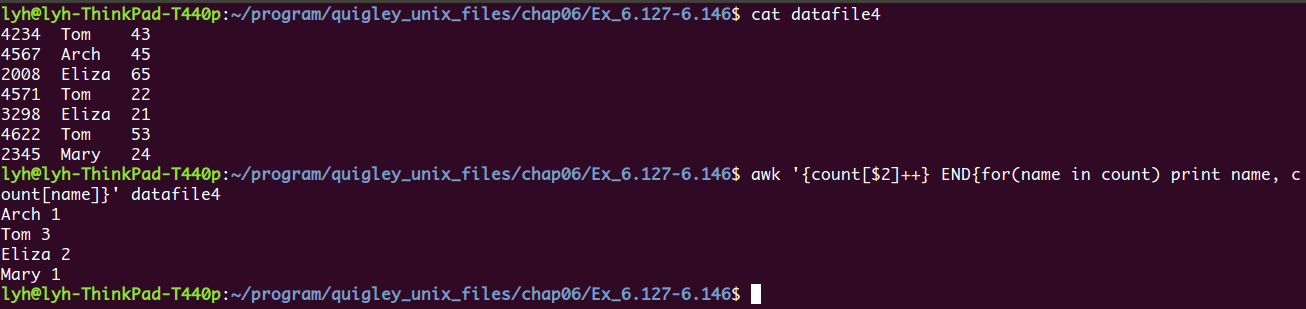 lyh@lyh-ThinkPad-T440p:~/program/quigley_unix_files/chap06/Ex_6.127-6.146$ cat datafile4
4234  Tom    43
4567  Arch   45
2008  Eliza  65
4571  Tom    22
3298  Eliza  21
4622  Tom    53
2345  Mary   24
lyh@lyh-ThinkPad-T440p:~/program/quigley_unix_files/chap06/Ex_6.127-6.146$ awk '{count[$2]++} END{for(name in count) print name, c
ount[name]}' datafile4
Arch 1
Tom 3
Eliza 2
Mary 1
lyh@lyh-ThinkPad-T440p:~/program/quigley_unix_files/chap06/Ex_6.127-6.146$